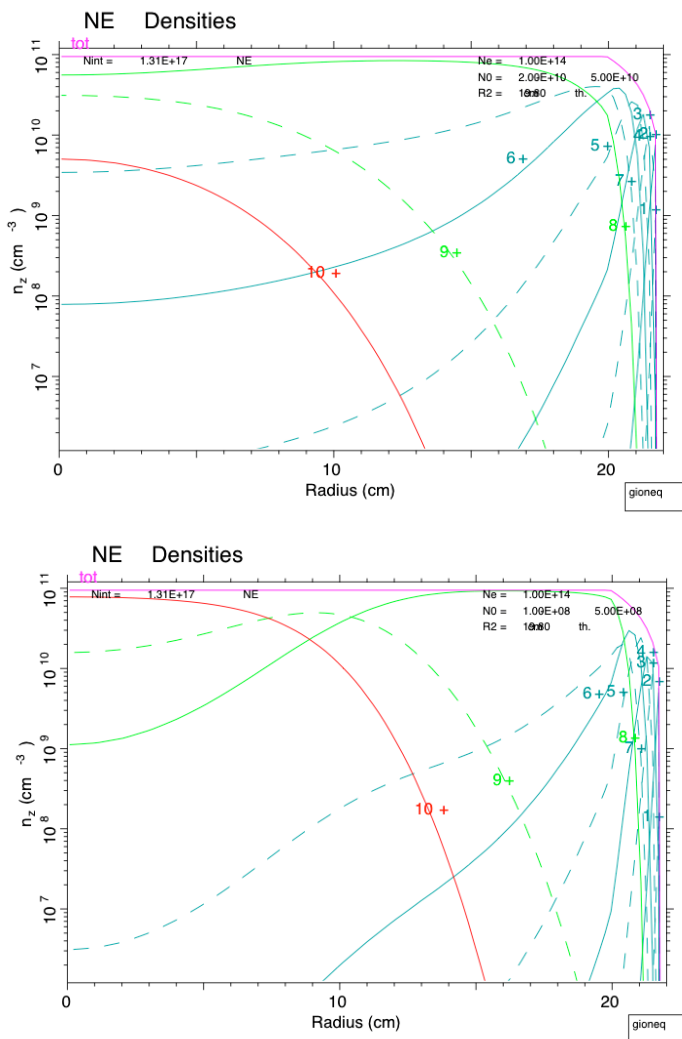 NE Densities
tot
Nint = 1.31E+17 NE Ne = 1.00E+14
N0 = 2.00E+10 5.00E+10
R2 = th.
10 11
10 10
10 9
10 8
10 7
n z (cm -3 )
3
4 2
5
6
7
1
8
9
10
0 10 20
Radius (cm)
gioneq
NE Densities
tot
Nint = 1.31E+17 NE Ne = 1.00E+14
N0 = 1.00E+08 5.00E+08
R2 = th.
10 11
10 10
10 9
10 8
10 7
n z (cm -3 )
4
3
2
6 5
8
7
9
10
1
0 10 20
Radius (cm)
gioneq